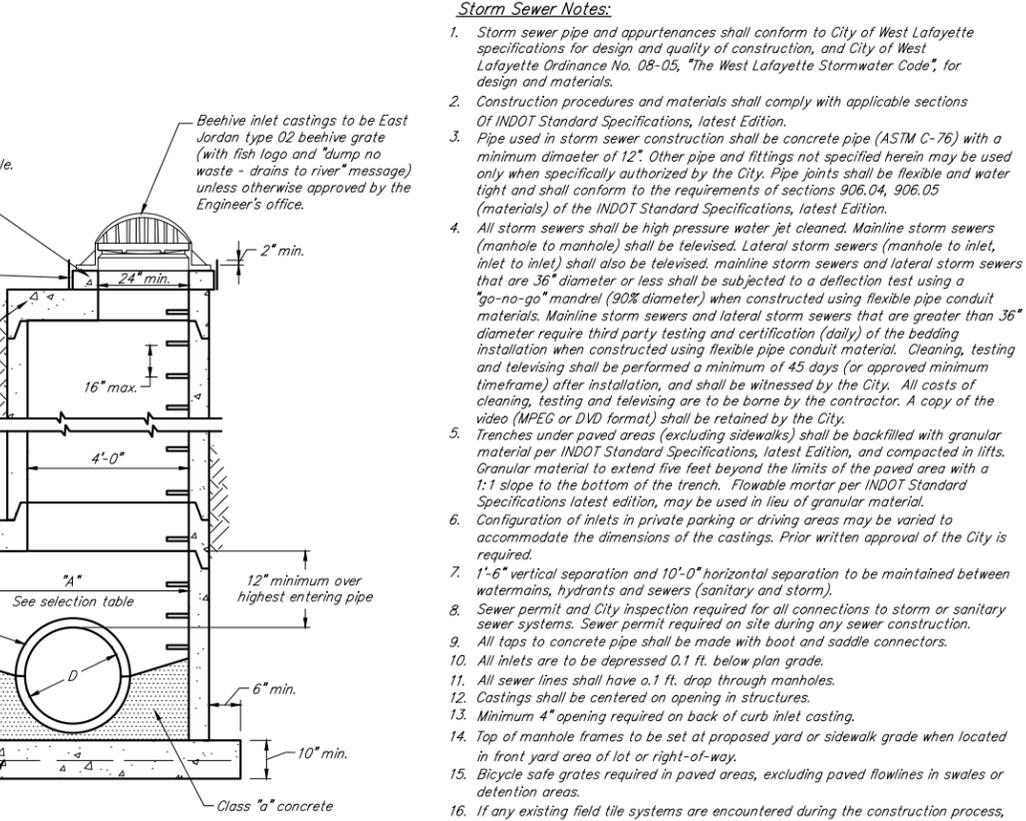 le.
Beehive inlet castings to be East
Jordan type 02 beehive grate
(with fish logo and "dump no
waste - drains to river" message)
unless otherwise approved by the
Engineer's office.
2" min.
24" min.
16" max.
4'-0"
"A"
See selection table
12" minimum over
highest entering pipe
D
6" min.
10" min.
Class "a" concrete
Storm Sewer Notes:
1. Storm sewer pipe and appurtenances shall conform to City of West Lafayette
specifications for design and quality of construction, and City of West
Lafayette Ordinance No. 08-05, "The West Lafayette Stormwater Code", for
design and materials.
2. Construction procedures and materials shall comply with applicable sections
Of INDOT Standard Specifications, latest Edition.
3. Pipe used in storm sewer construction shall be concrete pipe (ASTM C-76) with a
minimum dimaeter of 12". Other pipe and fittings not specified herein may be used
only when specifically authorized by the City. Pipe joints shall be flexible and water
tight and shall conform to the requirements of sections 906.04, 906.05
(materials) of the INDOT Standard Specifications, latest Edition.
4. All storm sewers shall be high pressure water jet cleaned. Mainline storm sewers
(manhole to manhole) shall be televised. Lateral storm sewers (manhole to inlet,
inlet to inlet) shall also be televised. mainline storm sewers and lateral storm sewers
that are 36" diameter or less shall be subjected to a deflection test using a
"go-no-go" mandrel (90% diameter) when constructed using flexible pipe conduit
materials. Mainline storm sewers and lateral storm sewers that are greater than 36"
diameter require third party testing and certification (daily) of the bedding
installation when constructed using flexible pipe conduit material. Cleaning, testing
and televising shall be performed a minimum of 45 days (or approved minimum
timeframe) after installation, and shall be witnessed by the City. All costs of
cleaning, testing and televising are to be borne by the contractor. A copy of the
video (MPEG or DVD format) shall be retained by the City.
5. Trenches under paved areas (excluding sidewalks) shall be backfilled with granular
material per INDOT Standard Specifications, latest Edition, and compacted in lifts.
Granular material to extend five feet beyond the limits of the paved area with a
1:1 slope to the bottom of the trench. Flowable mortar per INDOT Standard
Specifications latest edition, may be used in lieu of granular material.
6. Configuration of inlets in private parking or driving areas may be varied to
accommodate the dimensions of the castings. Prior written approval of the City is
required.
7. 1'-6" vertical separation and 10'-0" horizontal separation to be maintained between
watermains, hydrants and sewers (sanitary and storm).
8. Sewer permit and City inspection required for all connections to storm or sanitary
sewer systems. Sewer permit required on site during any sewer construction.
9. All taps to concrete pipe shall be made with boot and saddle connectors.
10. All inlets are to be depressed 0.1 ft. below plan grade.
11. All sewer lines shall have o.1 ft. drop through manholes.
12. Castings shall be centered on opening in structures.
13. Minimum 4" opening required on back of curb inlet casting.
14. Top of manhole frames to be set at proposed yard or sidewalk grade when located
in front yard area of lot or right-of-way.
15. Bicycle safe grates required in paved areas, excluding paved flowlines in swales or
detention areas.
16. If any existing field tile systems are encountered during the construction process,